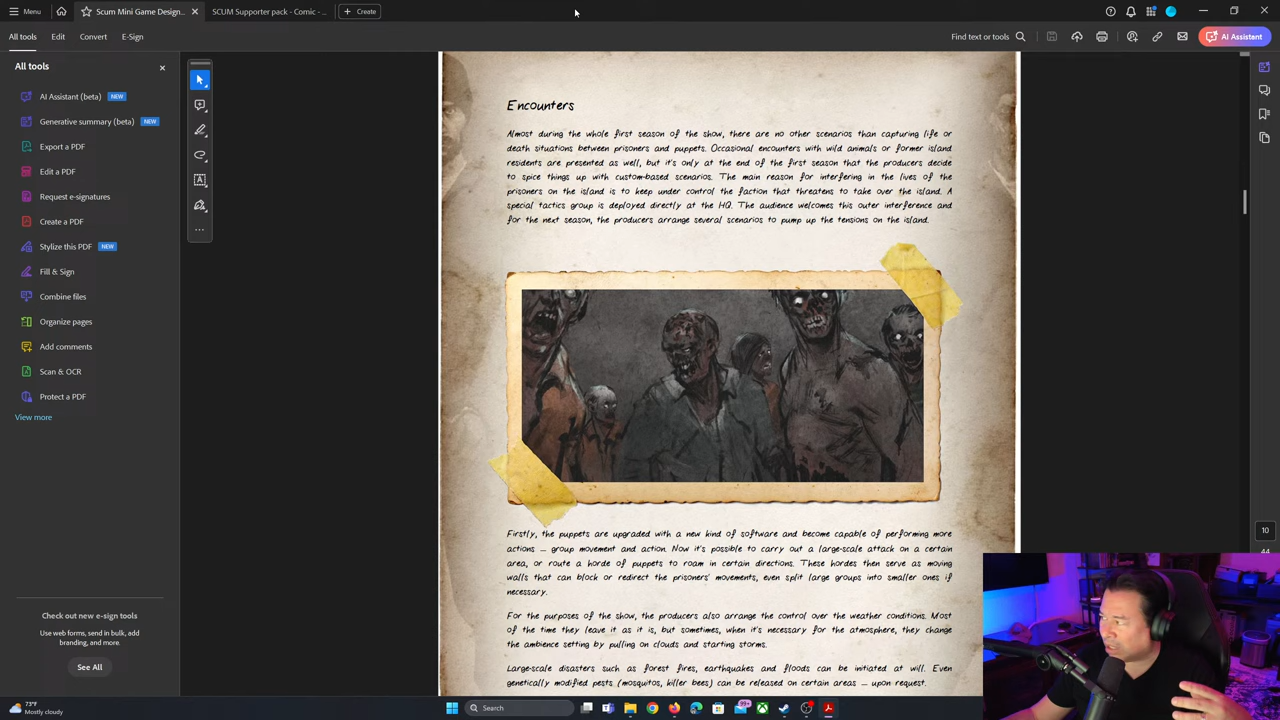 Menu
Scum Mini Game Design...
SCUM Supporter pack - Comic - ...
Create
All tools
Edit
Convert
E-Sign
Find text or tools
AI Assistant
All tools
AI Assistant (beta) NEW
Generative summary (beta) NEW
Export a PDF
Edit a PDF
Request e-signatures
Create a PDF
Stylize this PDF NEW
Fill & Sign
Combine files
Organize pages
Add comments
Scan & OCR
Protect a PDF
View more
Check out new e-sign tools
Use web forms, send in bulk, add
branding, and more.
See All
Encounters
Almost during the whole first season of the show, there are no other scenarios than capturing life or
death situations between prisoners and puppets. Occasional encounters with wild animals or former island
residents are presented as well, but it's only at the end of the first season that the producers decide
to spice things up with custom-based scenarios. The main reason for interfering in the lives of the
prisoners on the island is to keep under control the faction that threatens to take over the island. A
special tactics group is deployed directly at the HQ. The audience welcomes this outer interference and
for the next season, the producers arrange several scenarios to pump up the tensions on the island.
Firstly, the puppets are upgraded with a new kind of software and become capable of performing more
actions – group movement and action. Now it's possible to carry out a large-scale attack on a certain
area, or route a horde of puppets to roam in certain directions. These hordes then serve as moving
walls that can block or redirect the prisoners' movements, even split large groups into smaller ones if
necessary.
For the purposes of the show, the producers also arrange the control over the weather conditions. Most
of the time they leave it as it is, but sometimes, when it's necessary for the atmosphere, they change
the ambience setting by pulling on clouds and starting storms.
Large-scale disasters such as forest fires, earthquakes and floods can be initiated at will. Even
genetically modified pests (mosquitos, killer bees) can be released on certain areas – upon request.
10
44
73°F
Mostly cloudy
Search
99+